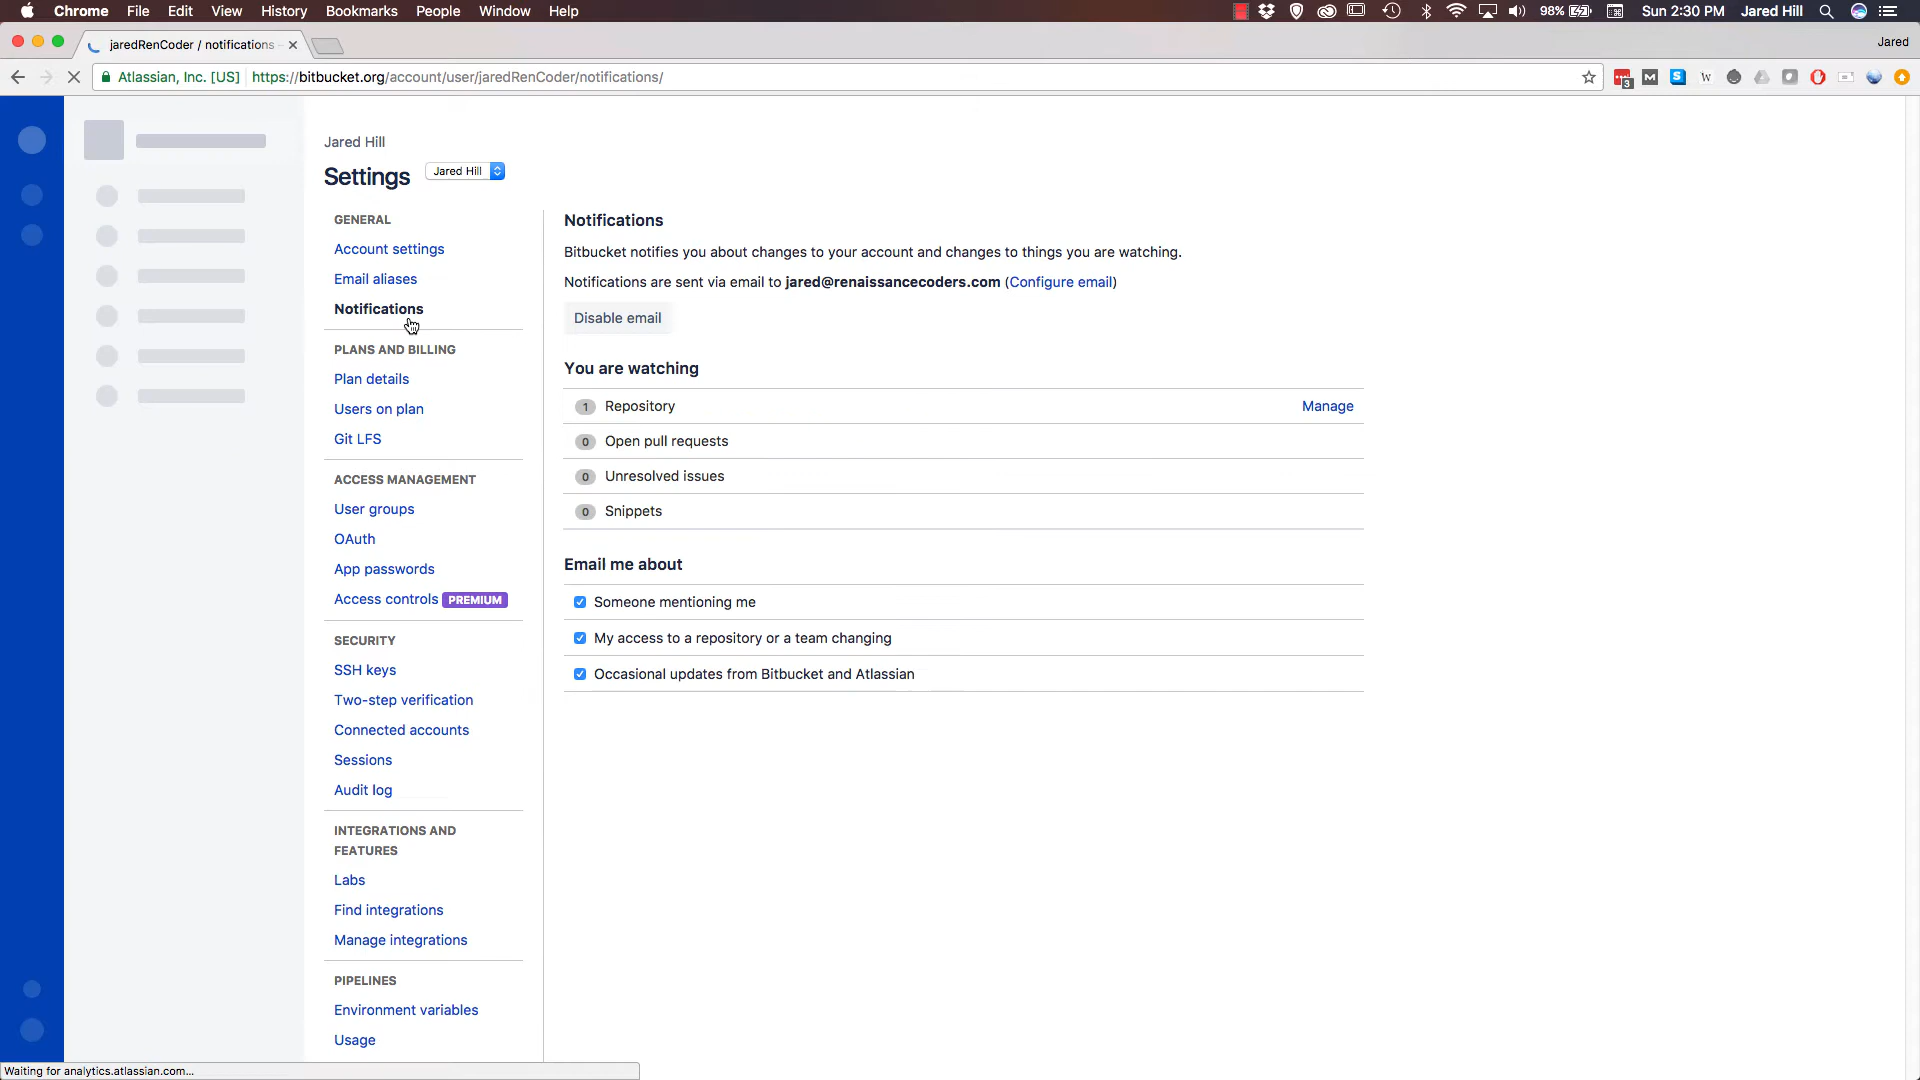 Chrome File Edit View History Bookmarks People Window Help
98% Sun 2:30 PM Jared Hill
jaredRenCoder / notifications
Jared
Atlassian, Inc. [US] https://bitbucket.org/account/user/jaredRenCoder/notifications/
3 M S W
Jared Hill
Settings Jared Hill
GENERAL
Account settings
Email aliases
Notifications
PLANS AND BILLING
Plan details
Users on plan
Git LFS
ACCESS MANAGEMENT
User groups
OAuth
App passwords
Access controls PREMIUM
SECURITY
SSH keys
Two-step verification
Connected accounts
Sessions
Audit log
INTEGRATIONS AND
FEATURES
Labs
Find integrations
Manage integrations
PIPELINES
Environment variables
Usage
Notifications
Bitbucket notifies you about changes to your account and changes to things you are watching.
Notifications are sent via email to jared@renaissancecoders.com (Configure email)
Disable email
You are watching
1 Repository Manage
0 Open pull requests
0 Unresolved issues
0 Snippets
Email me about
Someone mentioning me
My access to a repository or a team changing
Occasional updates from Bitbucket and Atlassian
Waiting for analytics.atlassian.com...